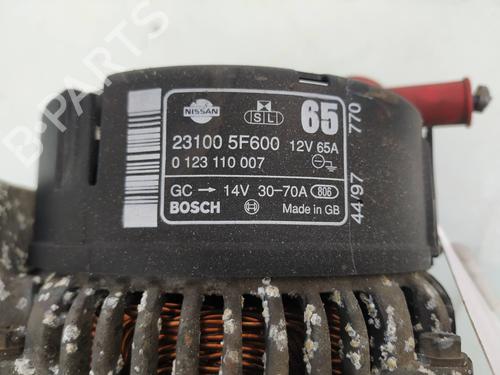 NISSAN
S L
65
23100 5F600 12V 65A
0 123 110 007
GC → 14V 30-70A 806
BOSCH Made in GB
44/97 770
B-PARTS